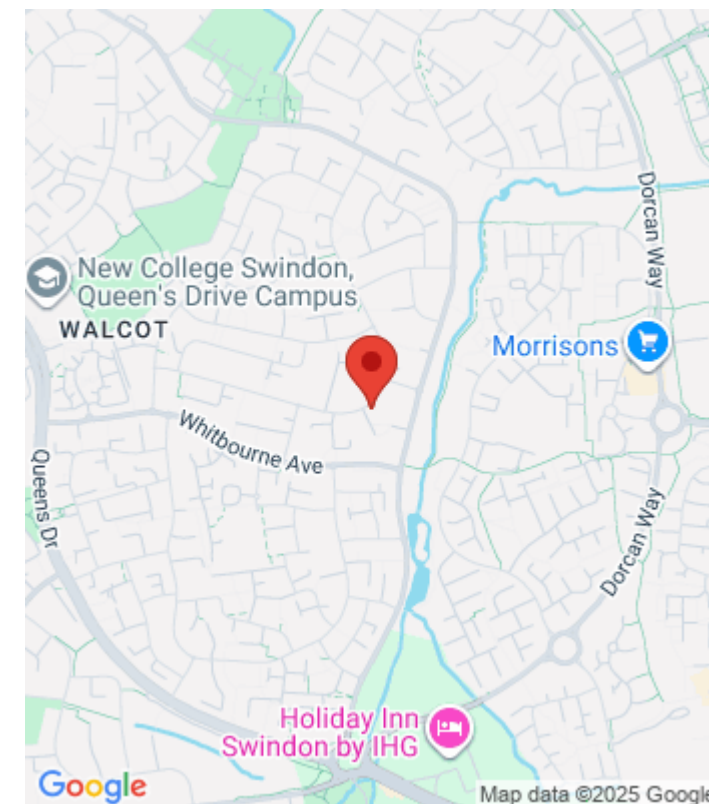 Dorcan Way
New College Swindon,
Queen's Drive Campus
WALCOT
Morrisons
Whitbourne Ave
Queens Dr
Dorcan Way
Holiday Inn
Swindon by IHG
Google
Map data ©2025 Google